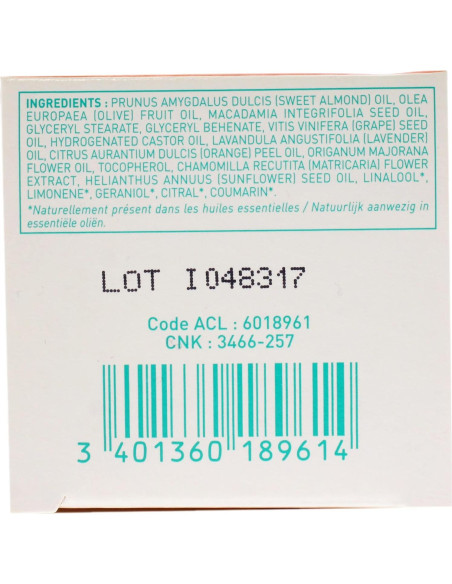 INGREDIENTS : PRUNUS AMYGDALUS DULCIS (SWEET ALMOND) OIL, OLEA
EUROPAEA (OLIVE) FRUIT OIL, MACADAMIA INTEGRIFOLIA SEED OIL,
GLYCERYL STEARATE, GLYCERYL BEHENATE, VITIS VINIFERA (GRAPE) SEED
OIL, HYDROGENATED CASTOR OIL, LAVANDULA ANGUSTIFOLIA (LAVENDER)
OIL, CITRUS AURANTIUM DULCIS (ORANGE) PEEL OIL, ORIGANUM MAJORANA
FLOWER OIL, TOCOPHEROL, CHAMOMILLA RECUTITA (MATRICARIA) FLOWER
EXTRACT, HELIANTHUS ANNUUS (SUNFLOWER) SEED OIL, LINALOOL*,
LIMONENE*, GERANIOL*, CITRAL*, COUMARIN*.
*Naturellement présent dans les huiles essentielles / Natuurlijk aanwezig in
essentiële oliën.
LOT I048317
Code ACL : 6018961
CNK : 3466-257
3 401360 189614